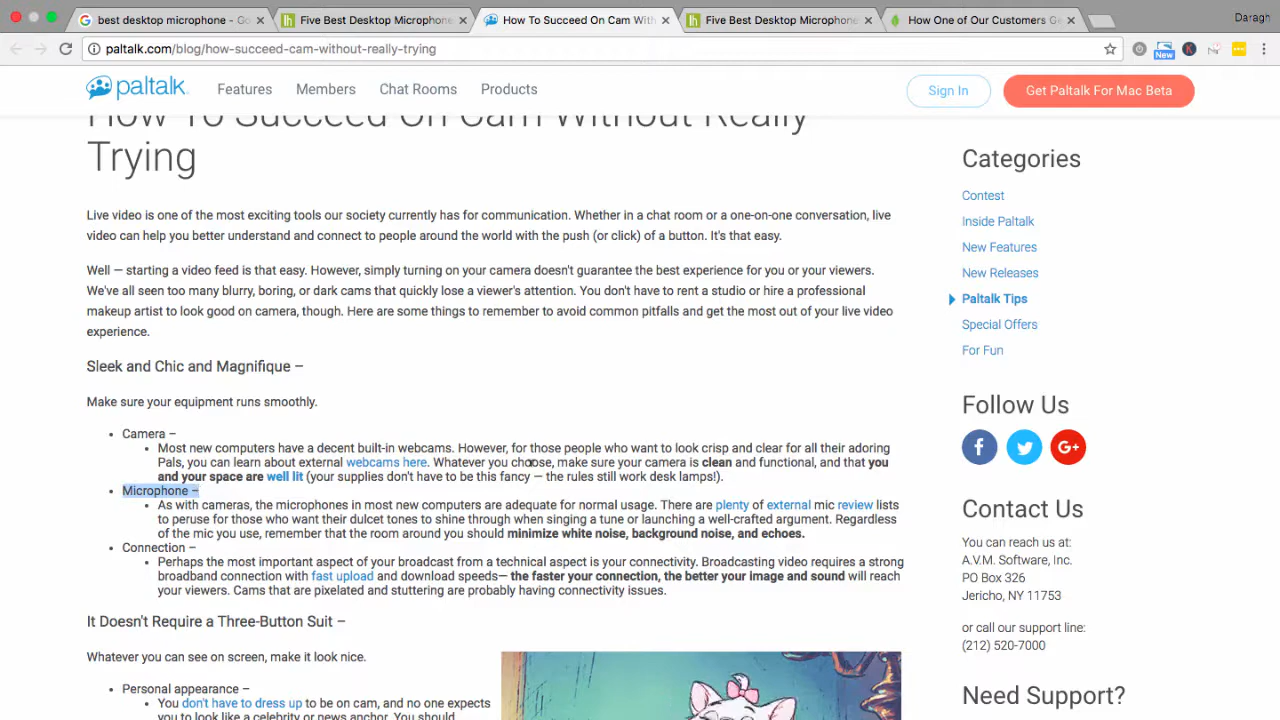 best desktop microphone - Go
Five Best Desktop Microphone
How To Succeed On Cam With
Five Best Desktop Microphone
How One of Our Customers Ge
Daragh
paltalk.com/blog/how-succeed-cam-without-really-trying
New
paltalk
Features
Members
Chat Rooms
Products
Sign In
Get Paltalk For Mac Beta
How To Succeed On Cam Without Really
Trying
Live video is one of the most exciting tools our society currently has for communication. Whether in a chat room or a one-on-one conversation, live
video can help you better understand and connect to people around the world with the push (or click) of a button. It's that easy.
Well — starting a video feed is that easy. However, simply turning on your camera doesn't guarantee the best experience for you or your viewers.
We've all seen too many blurry, boring, or dark cams that quickly lose a viewer's attention. You don't have to rent a studio or hire a professional
makeup artist to look good on camera, though. Here are some things to remember to avoid common pitfalls and get the most out of your live video
experience.
Sleek and Chic and Magnifique –
Make sure your equipment runs smoothly.
• Camera –
• Most new computers have a decent built-in webcams. However, for those people who want to look crisp and clear for all their adoring
Pals, you can learn about external webcams here. Whatever you choose, make sure your camera is clean and functional, and that you
and your space are well lit (your supplies don't have to be this fancy — the rules still work desk lamps!).
• Microphone –
• As with cameras, the microphones in most new computers are adequate for normal usage. There are plenty of external mic review lists
to peruse for those who want their dulcet tones to shine through when singing a tune or launching a well-crafted argument. Regardless
of the mic you use, remember that the room around you should minimize white noise, background noise, and echoes.
• Connection –
• Perhaps the most important aspect of your broadcast from a technical aspect is your connectivity. Broadcasting video requires a strong
broadband connection with fast upload and download speeds— the faster your connection, the better your image and sound will reach
your viewers. Cams that are pixelated and stuttering are probably having connectivity issues.
It Doesn't Require a Three-Button Suit –
Whatever you can see on screen, make it look nice.
• Personal appearance –
• You don't have to dress up to be on cam, and no one expects
you to look like a celebrity or news anchor. You should
Categories
Contest
Inside Paltalk
New Features
New Releases
Paltalk Tips
Special Offers
For Fun
Follow Us
f
G+
Contact Us
You can reach us at:
A.V.M. Software, Inc.
PO Box 326
Jericho, NY 11753
or call our support line:
(212) 520-7000
Need Support?